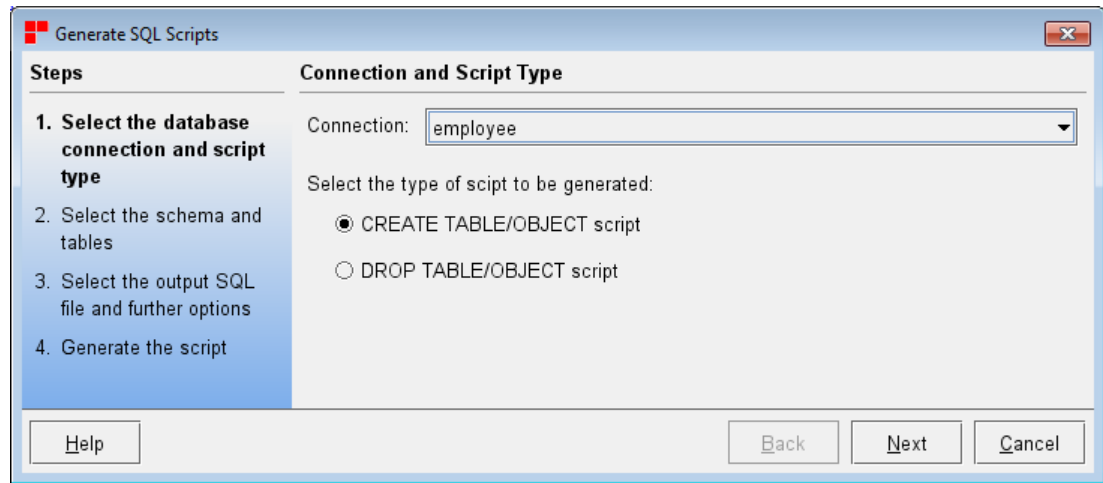 Generate SQL Scripts
Steps
1. Select the database
connection and script
type
2. Select the schema and
tables
3. Select the output SQL
file and further options
4. Generate the script
Connection and Script Type
Connection: employee
Select the type of scipt to be generated:
CREATE TABLE/OBJECT script
DROP TABLE/OBJECT script
Help
Back
Next
Cancel